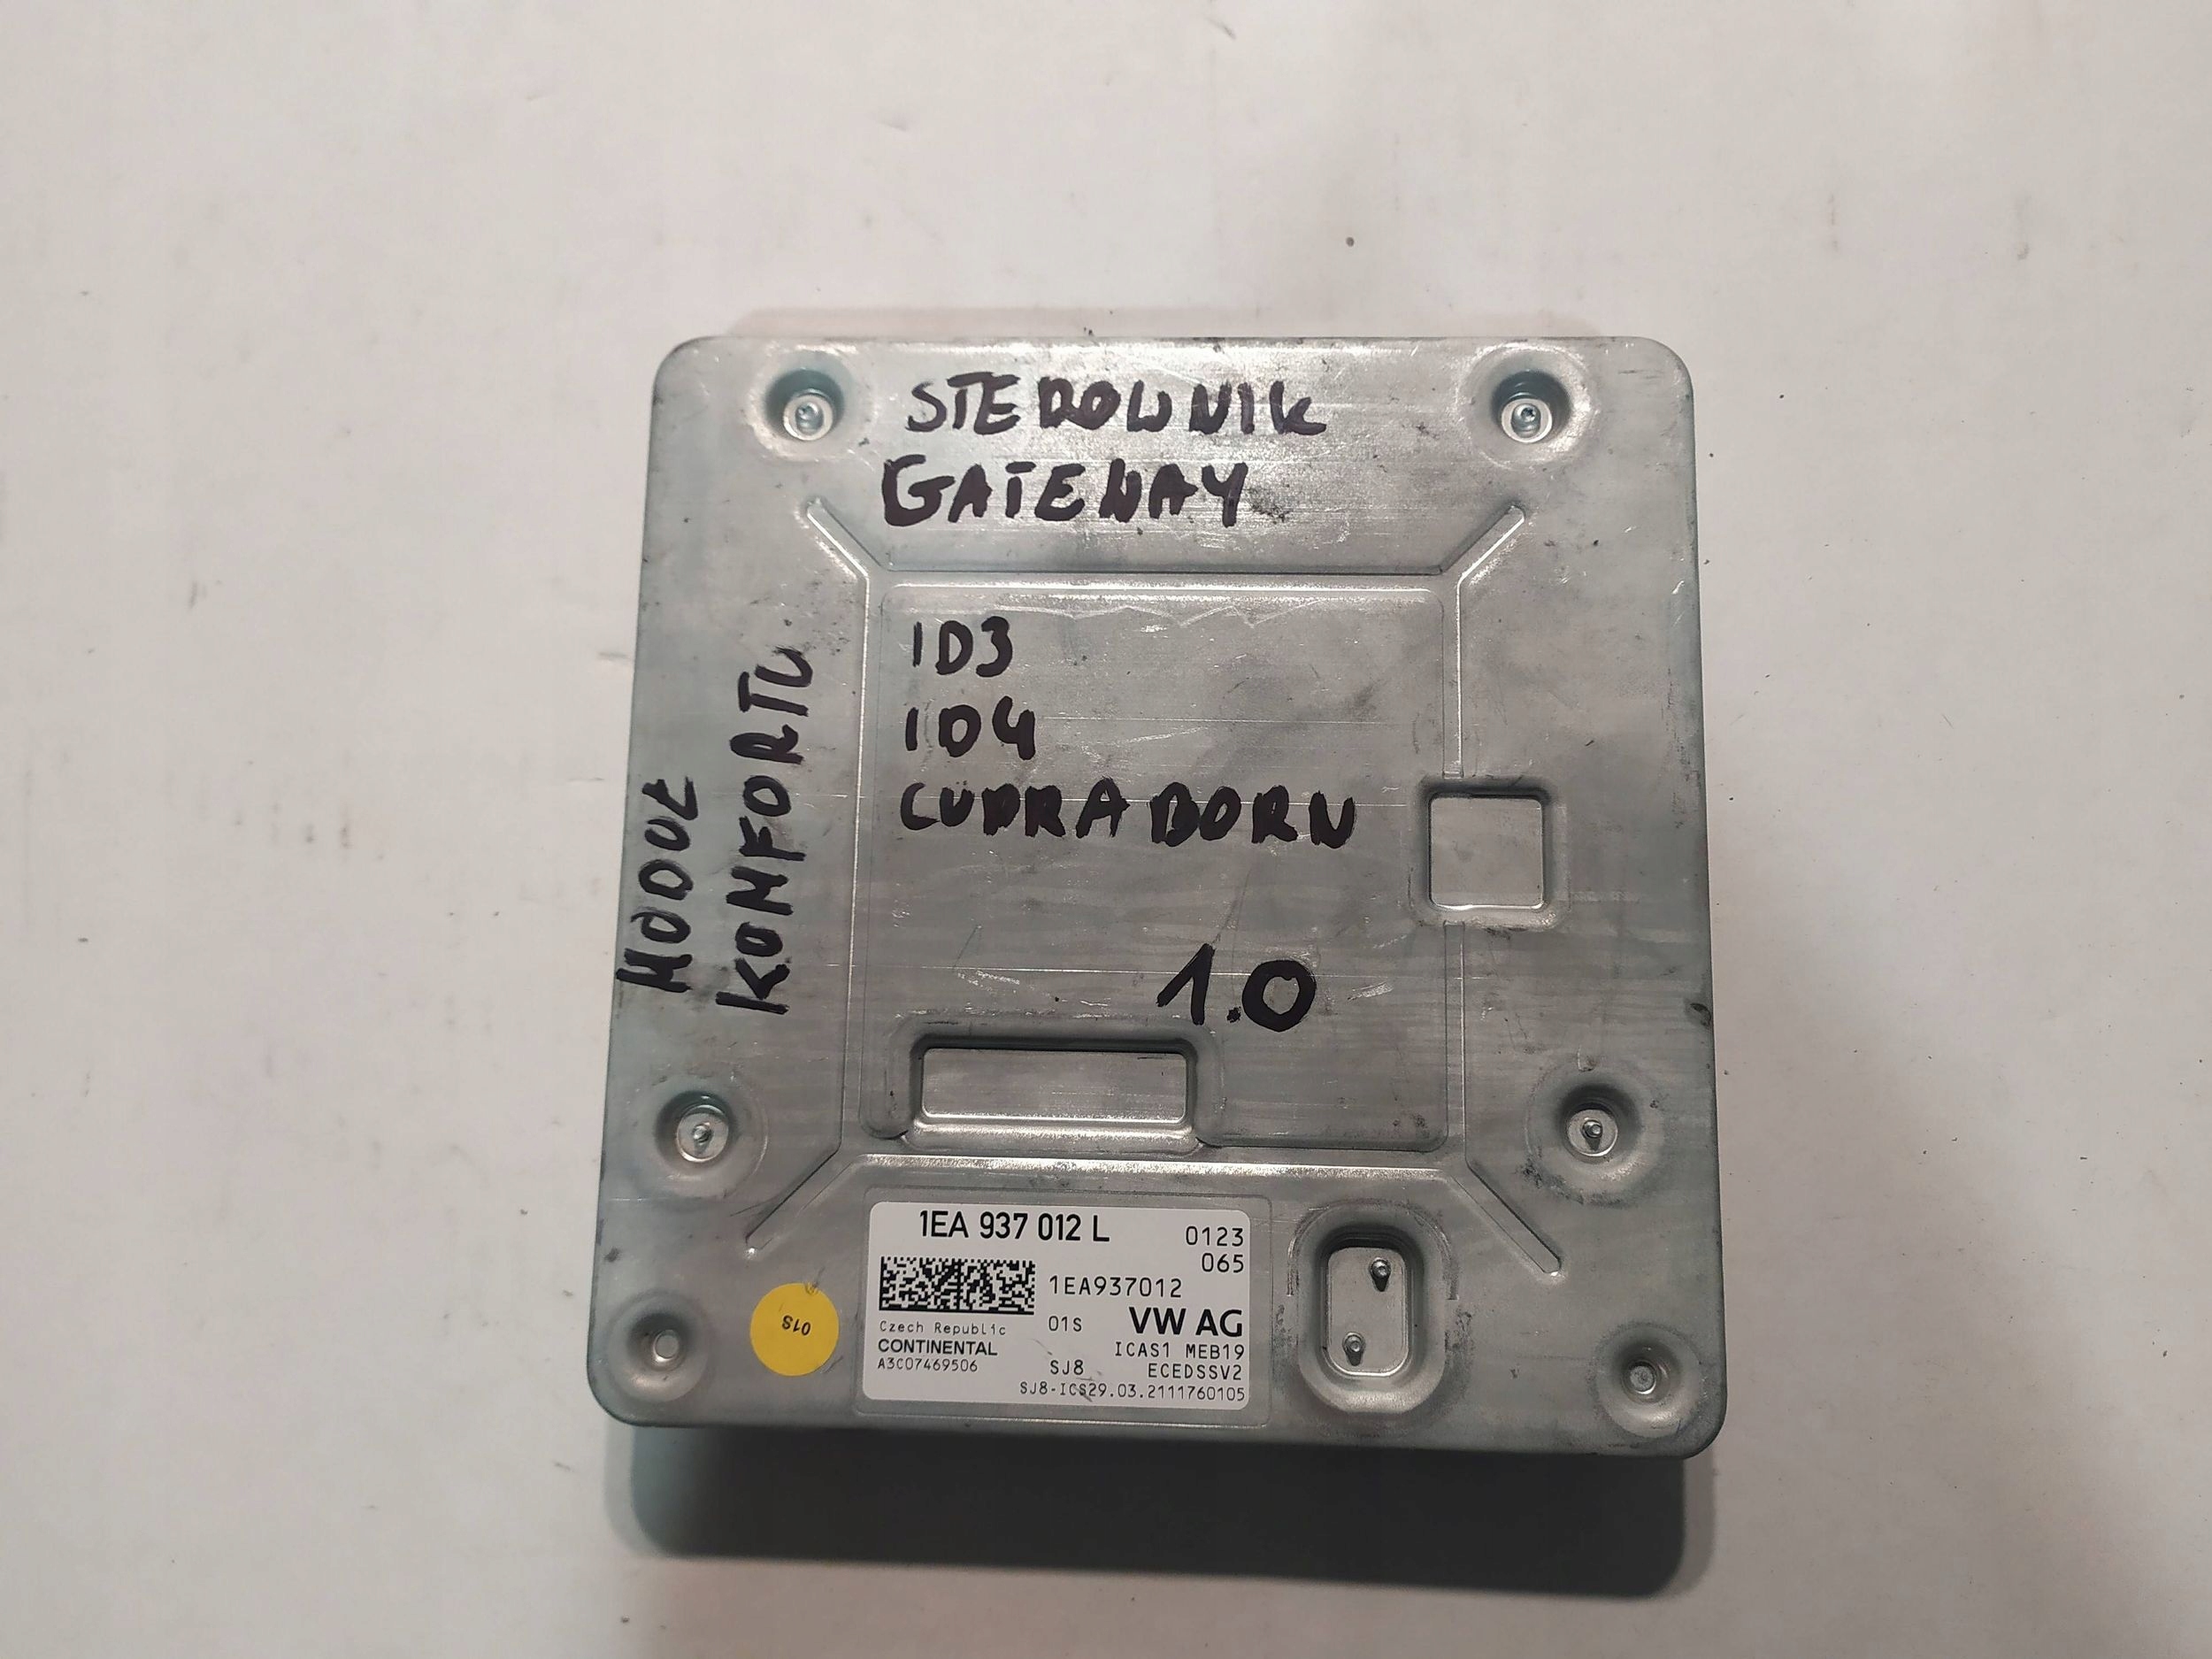 STEROWNIK
GATEWAY
ID3
ID4
CUPRA BORN
1.0
MODUŁ
KOMFORTU
1EA 937 012 L
0123
065
1EA937012
Czech Republic
01S
VW AG
CONTINENTAL
ICAS1 MEB19
A3C07469506
SJ8
ECEDSSV2
SJ8-ICS29.03.2111760105
01S